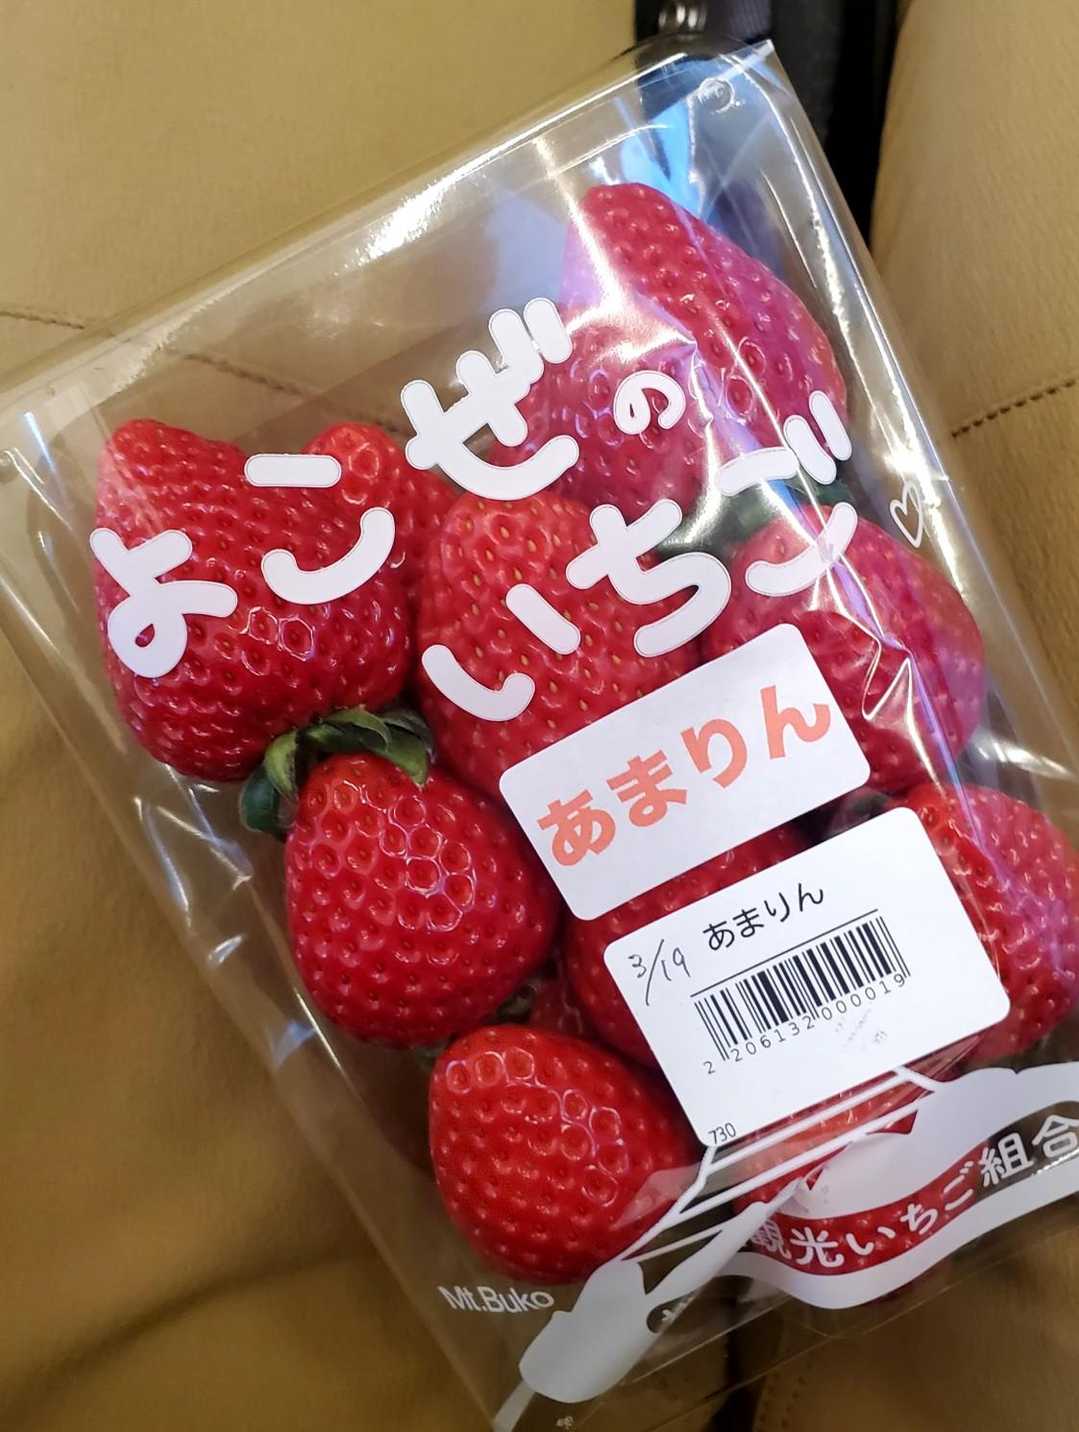 よこぜの
いちご
あまりん
3/19 あまりん
2 206132 000019
730
観光いちご組合
Mt.Buko